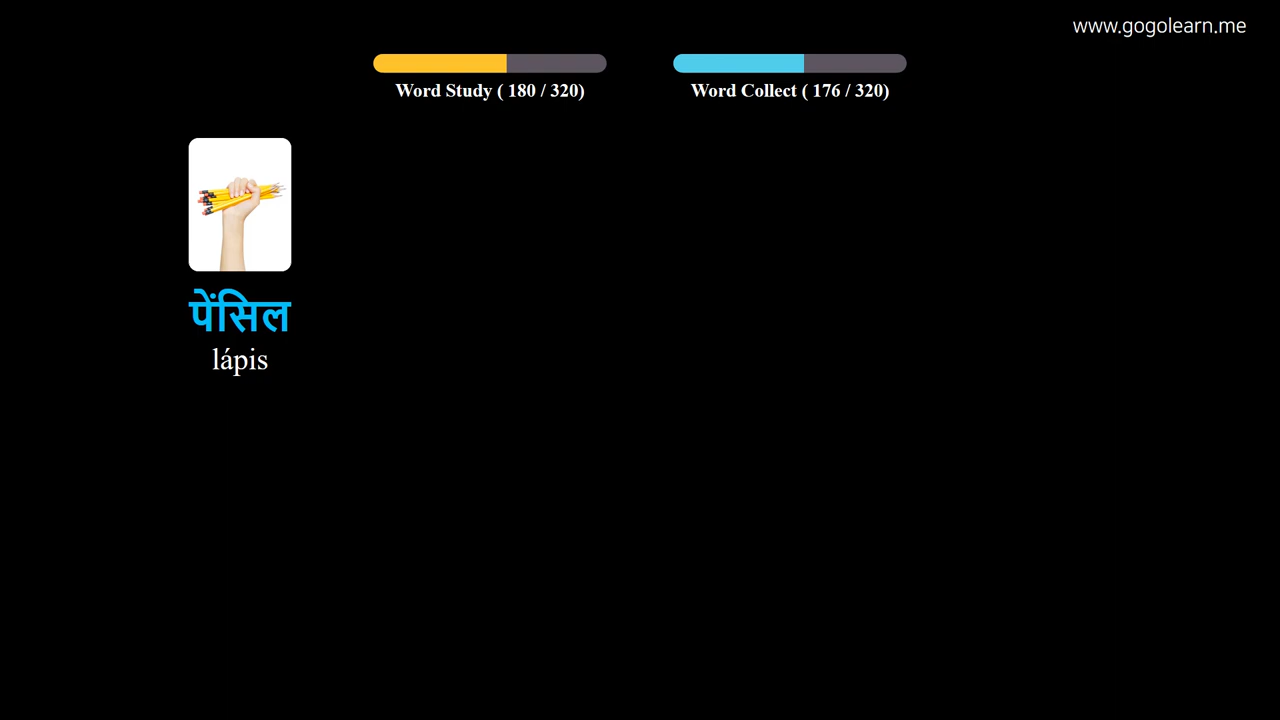 www.gogolearn.me
Word Study ( 180 / 320)
Word Collect ( 176 / 320)
पेंसिल
lápis